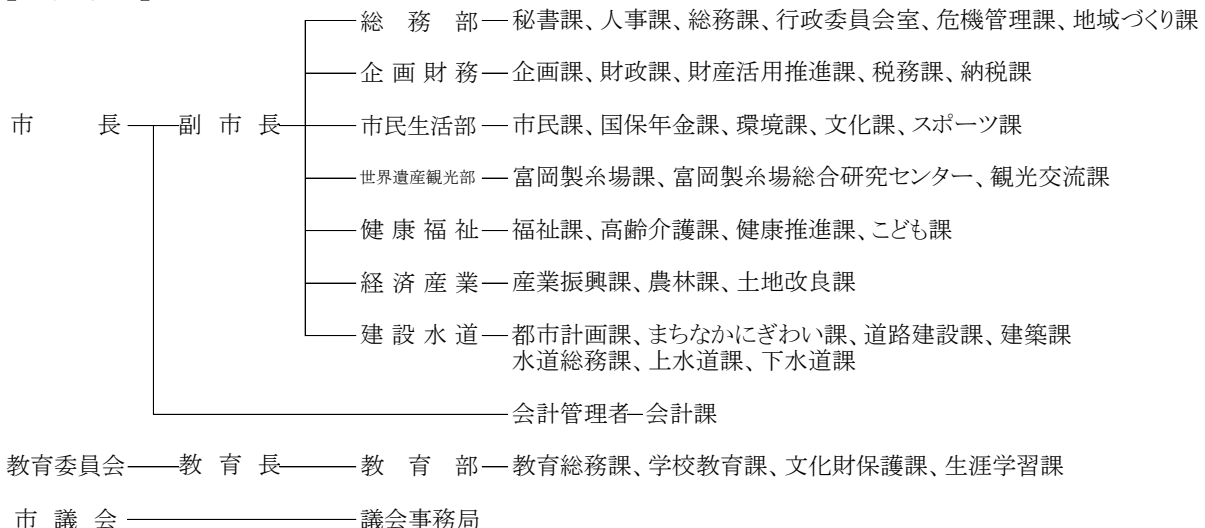 総務部 秘書課、人事課、総務課、行政委員会室、危機管理課、地域づくり課
企画財務 企画課、財政課、財産活用推進課、税務課、納税課
市長 副市長 市民生活部 市民課、国保年金課、環境課、文化課、スポーツ課
世界遺産観光部 富岡製糸場課、富岡製糸場総合研究センター、観光交流課
健康福祉 福祉課、高齢介護課、健康推進課、こども課
経済産業 産業振興課、農林課、土地改良課
建設水道 都市計画課、まちなかにぎわい課、道路建設課、建築課
水道総務課、上水道課、下水道課
会計管理者 会計課
教育委員会 教育長 教育部 教育総務課、学校教育課、文化財保護課、生涯学習課
市議会 議会事務局